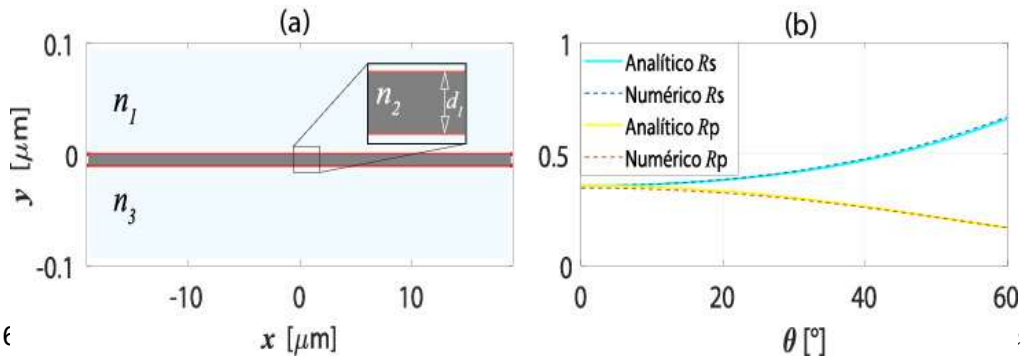 (a)
0.1
n1
n2
d1
0
n3
-0.1
-10
0
10
x [μm]
y [μm]
(b)
1
Analítico Rs
Numérico Rs
Analítico Rp
Numérico Rp
0.5
0
0
20
40
60
θ [°]